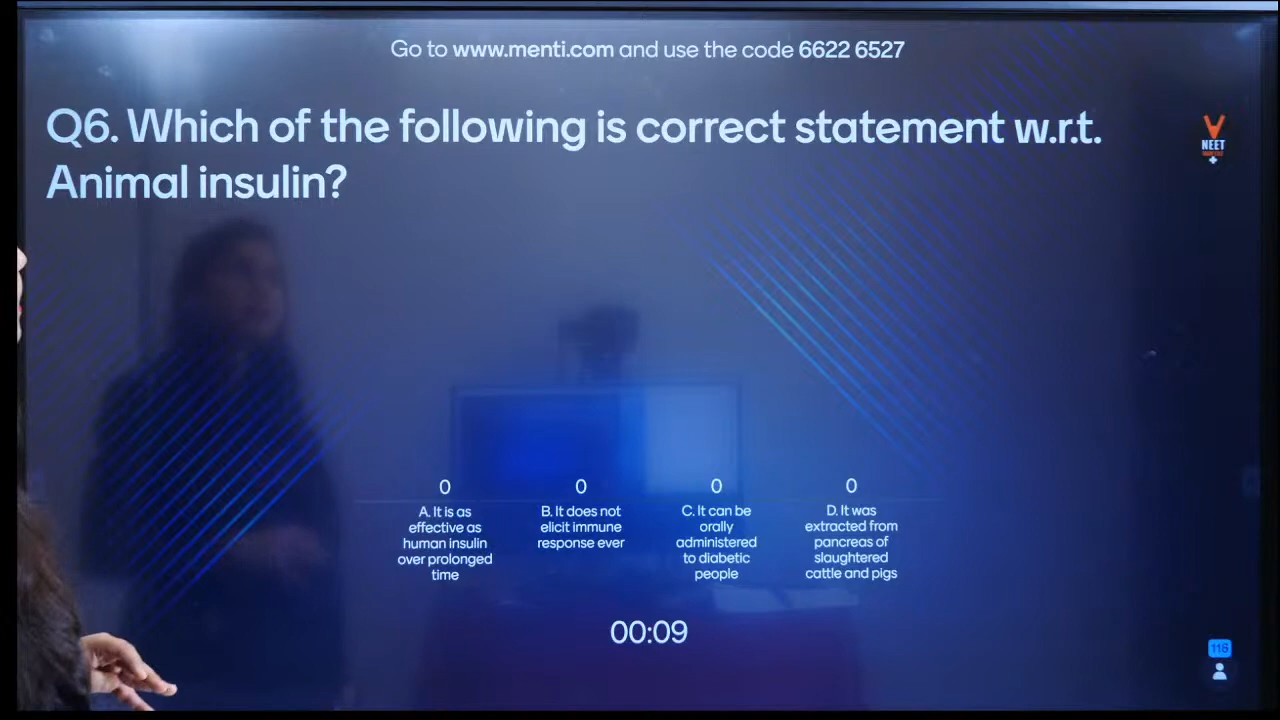 Go to www.menti.com and use the code 6622 6527
Q6. Which of the following is correct statement w.r.t.
Animal insulin?
NEET
0
A. It is as
effective as
human insulin
over prolonged
time
0
B. It does not
elicit immune
response ever
0
C. It can be
orally
administered
to diabetic
people
0
D. It was
extracted from
pancreas of
slaughtered
cattle and pigs
00:09
118